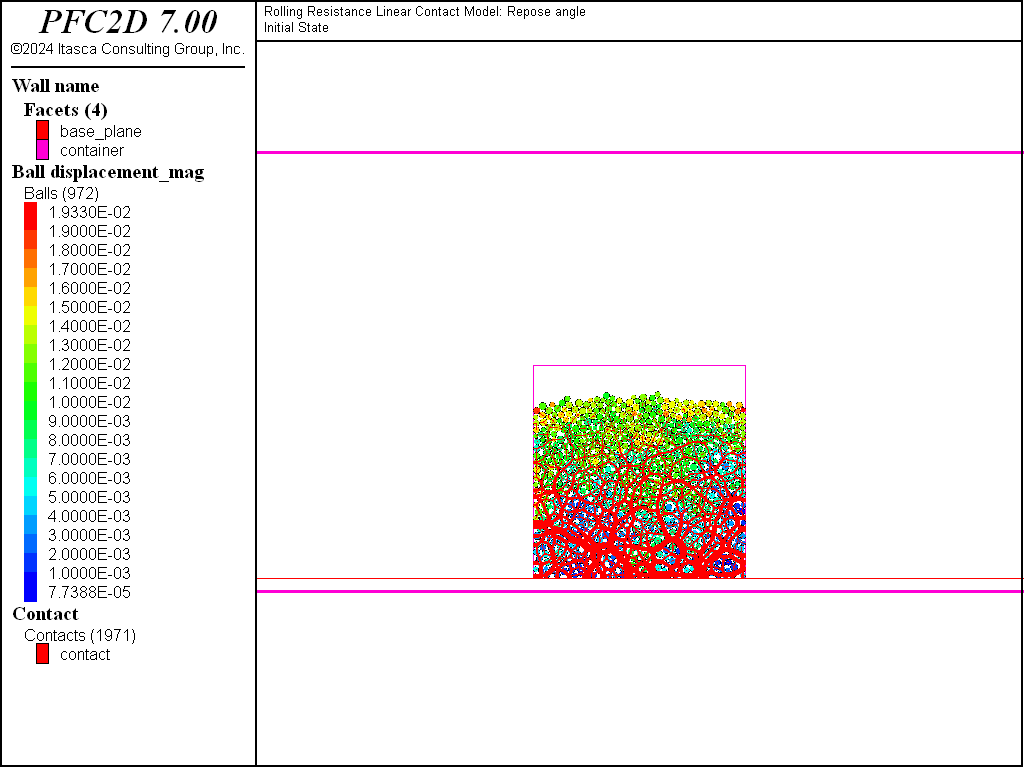 PFC2D 7.00
©2024 Itasca Consulting Group, Inc.
Wall name
Facets (4)
base_plane
container
Ball displacement_mag
Balls (972)
1.9330E-02
1.9000E-02
1.8000E-02
1.7000E-02
1.6000E-02
1.5000E-02
1.4000E-02
1.3000E-02
1.2000E-02
1.1000E-02
1.0000E-02
9.0000E-03
8.0000E-03
7.0000E-03
6.0000E-03
5.0000E-03
4.0000E-03
3.0000E-03
2.0000E-03
1.0000E-03
7.7388E-05
Contact
Contacts (1971)
contact
Rolling Resistance Linear Contact Model: Repose angle
Initial State